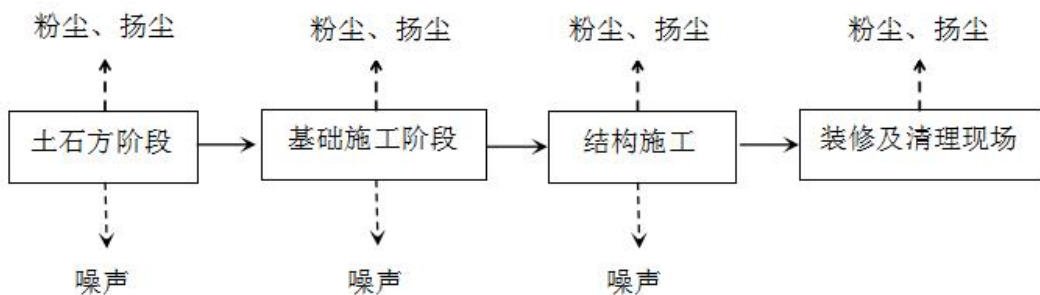 粉尘、扬尘 粉尘、扬尘 粉尘、扬尘 粉尘、扬尘
土石方阶段 基础施工阶段 结构施工 装修及清理现场
噪声 噪声 噪声